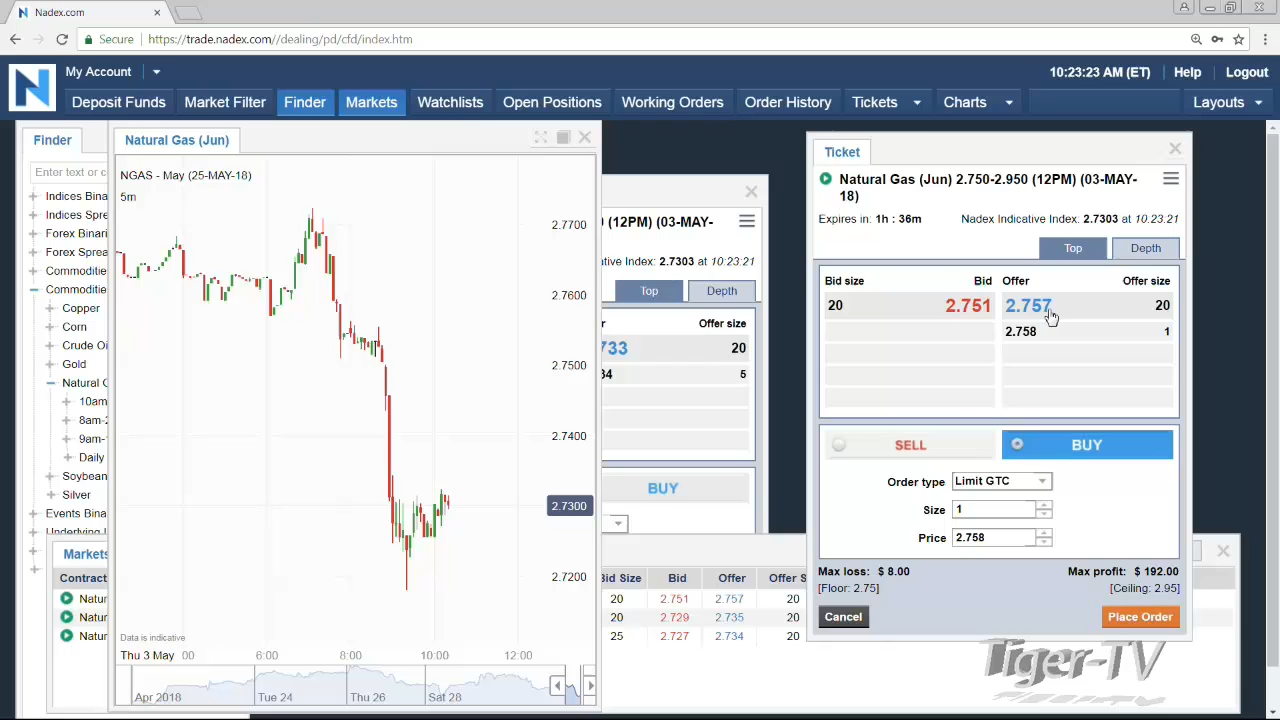 Nadex.com
Secure
https://trade.nadex.com//dealing/pd/cfd/index.htm
My Account
10:23:23 AM (ET)
Help
Logout
Deposit Funds
Market Filter
Finder
Markets
Watchlists
Open Positions
Working Orders
Order History
Tickets
Charts
Layouts
Finder
Enter text or c
Indices Bina
Indices Spre
Forex Binari
Forex Sprea
Commoditie
Commoditie
Copper
Corn
Crude Oi
Gold
Natural G
10am
8am-2
9am-
Daily
Soybean
Silver
Events Bina
Underlying I
Natural Gas (Jun)
NGAS - May (25-MAY-18)
5m
2.7700
2.7600
2.7500
2.7400
2.7300
2.7200
Data is indicative
Thu 3 May
00
6:00
8:00
10:00
12:00
Apr 2018
Tue 24
Thu 26
Sat 28
0 (12PM) (03-MAY-
ative Index: 2.7303 at 10:23:21
Top
Depth
r
Offer size
733
20
34
5
BUY
Ticket
Natural Gas (Jun) 2.750-2.950 (12PM) (03-MAY-
18)
Expires in: 1h : 36m
Nadex Indicative Index: 2.7303 at 10:23:21
Top
Depth
Bid size
Bid
Offer
Offer size
20
2.751
2.757
20
2.758
1
SELL
BUY
Order type
Limit GTC
Size
1
Price
2.758
Max loss: $ 8.00
Max profit: $ 192.00
[Floor: 2.75]
[Ceiling: 2.95]
Cancel
Place Order
Markets
Contract
Bid Size
Bid
Offer
Offer S
Natur
20
2.751
2.757
20
Natur
20
2.729
2.735
20
Natur
25
2.727
2.734
20
Tiger-TV